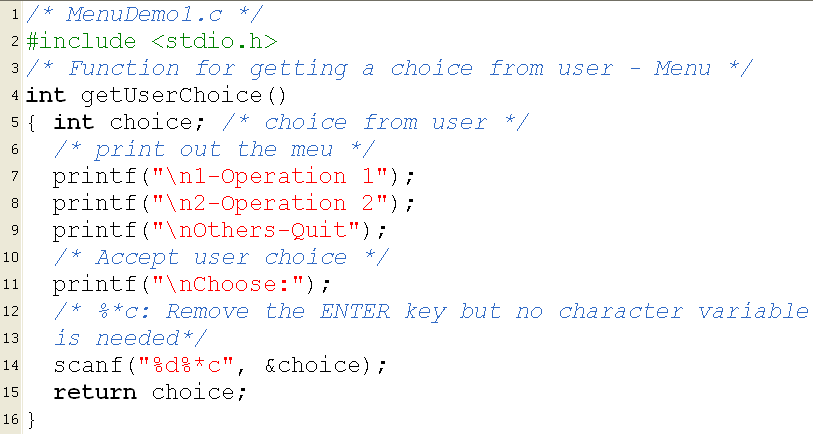 1 /* MenuDemo1.c */
2 #include <stdio.h>
3 /* Function for getting a choice from user - Menu */
4 int getUserChoice()
5 { int choice; /* choice from user */
6 /* print out the meu */
7 printf("\n1-Operation 1");
8 printf("\n2-Operation 2");
9 printf("\nOthers-Quit");
10 /* Accept user choice */
11 printf("\nChoose:");
12 /* %*c: Remove the ENTER key but no character variable
13 is needed*/
14 scanf("%d%*c", &choice);
15 return choice;
16 }